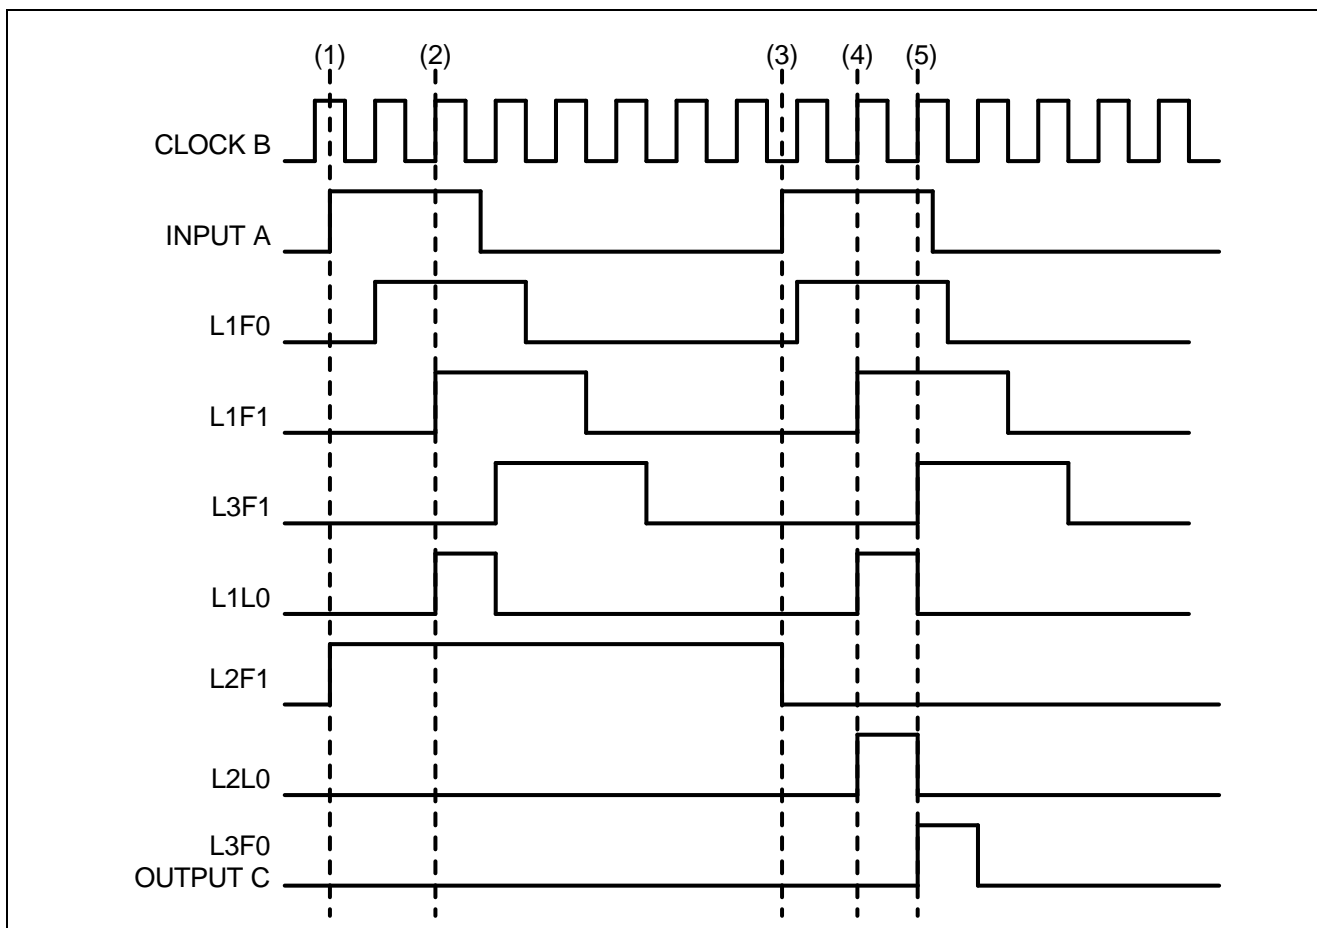 (1) (2) (3) (4) (5)
CLOCK B
INPUT A
L1F0
L1F1
L3F1
L1L0
L2F1
L2L0
L3F0
OUTPUT C